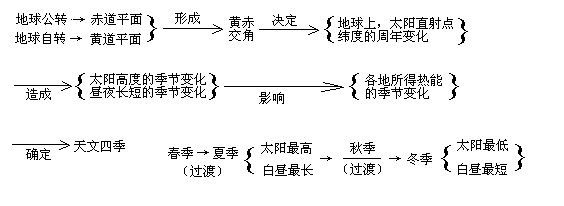 地球公转→赤道平面 形成 黄赤 决定 地球上，太阳直射点
地球自转→黄道平面 交角 纬度的周年变化
造成 太阳高度的季节变化 影响 各地所得热能
昼夜长短的季节变化 的季节变化
确定 天文四季
春季→夏季 太阳最高 → 秋季 → 冬季 太阳最低
（过渡） 白昼最长 （过渡） 白昼最短